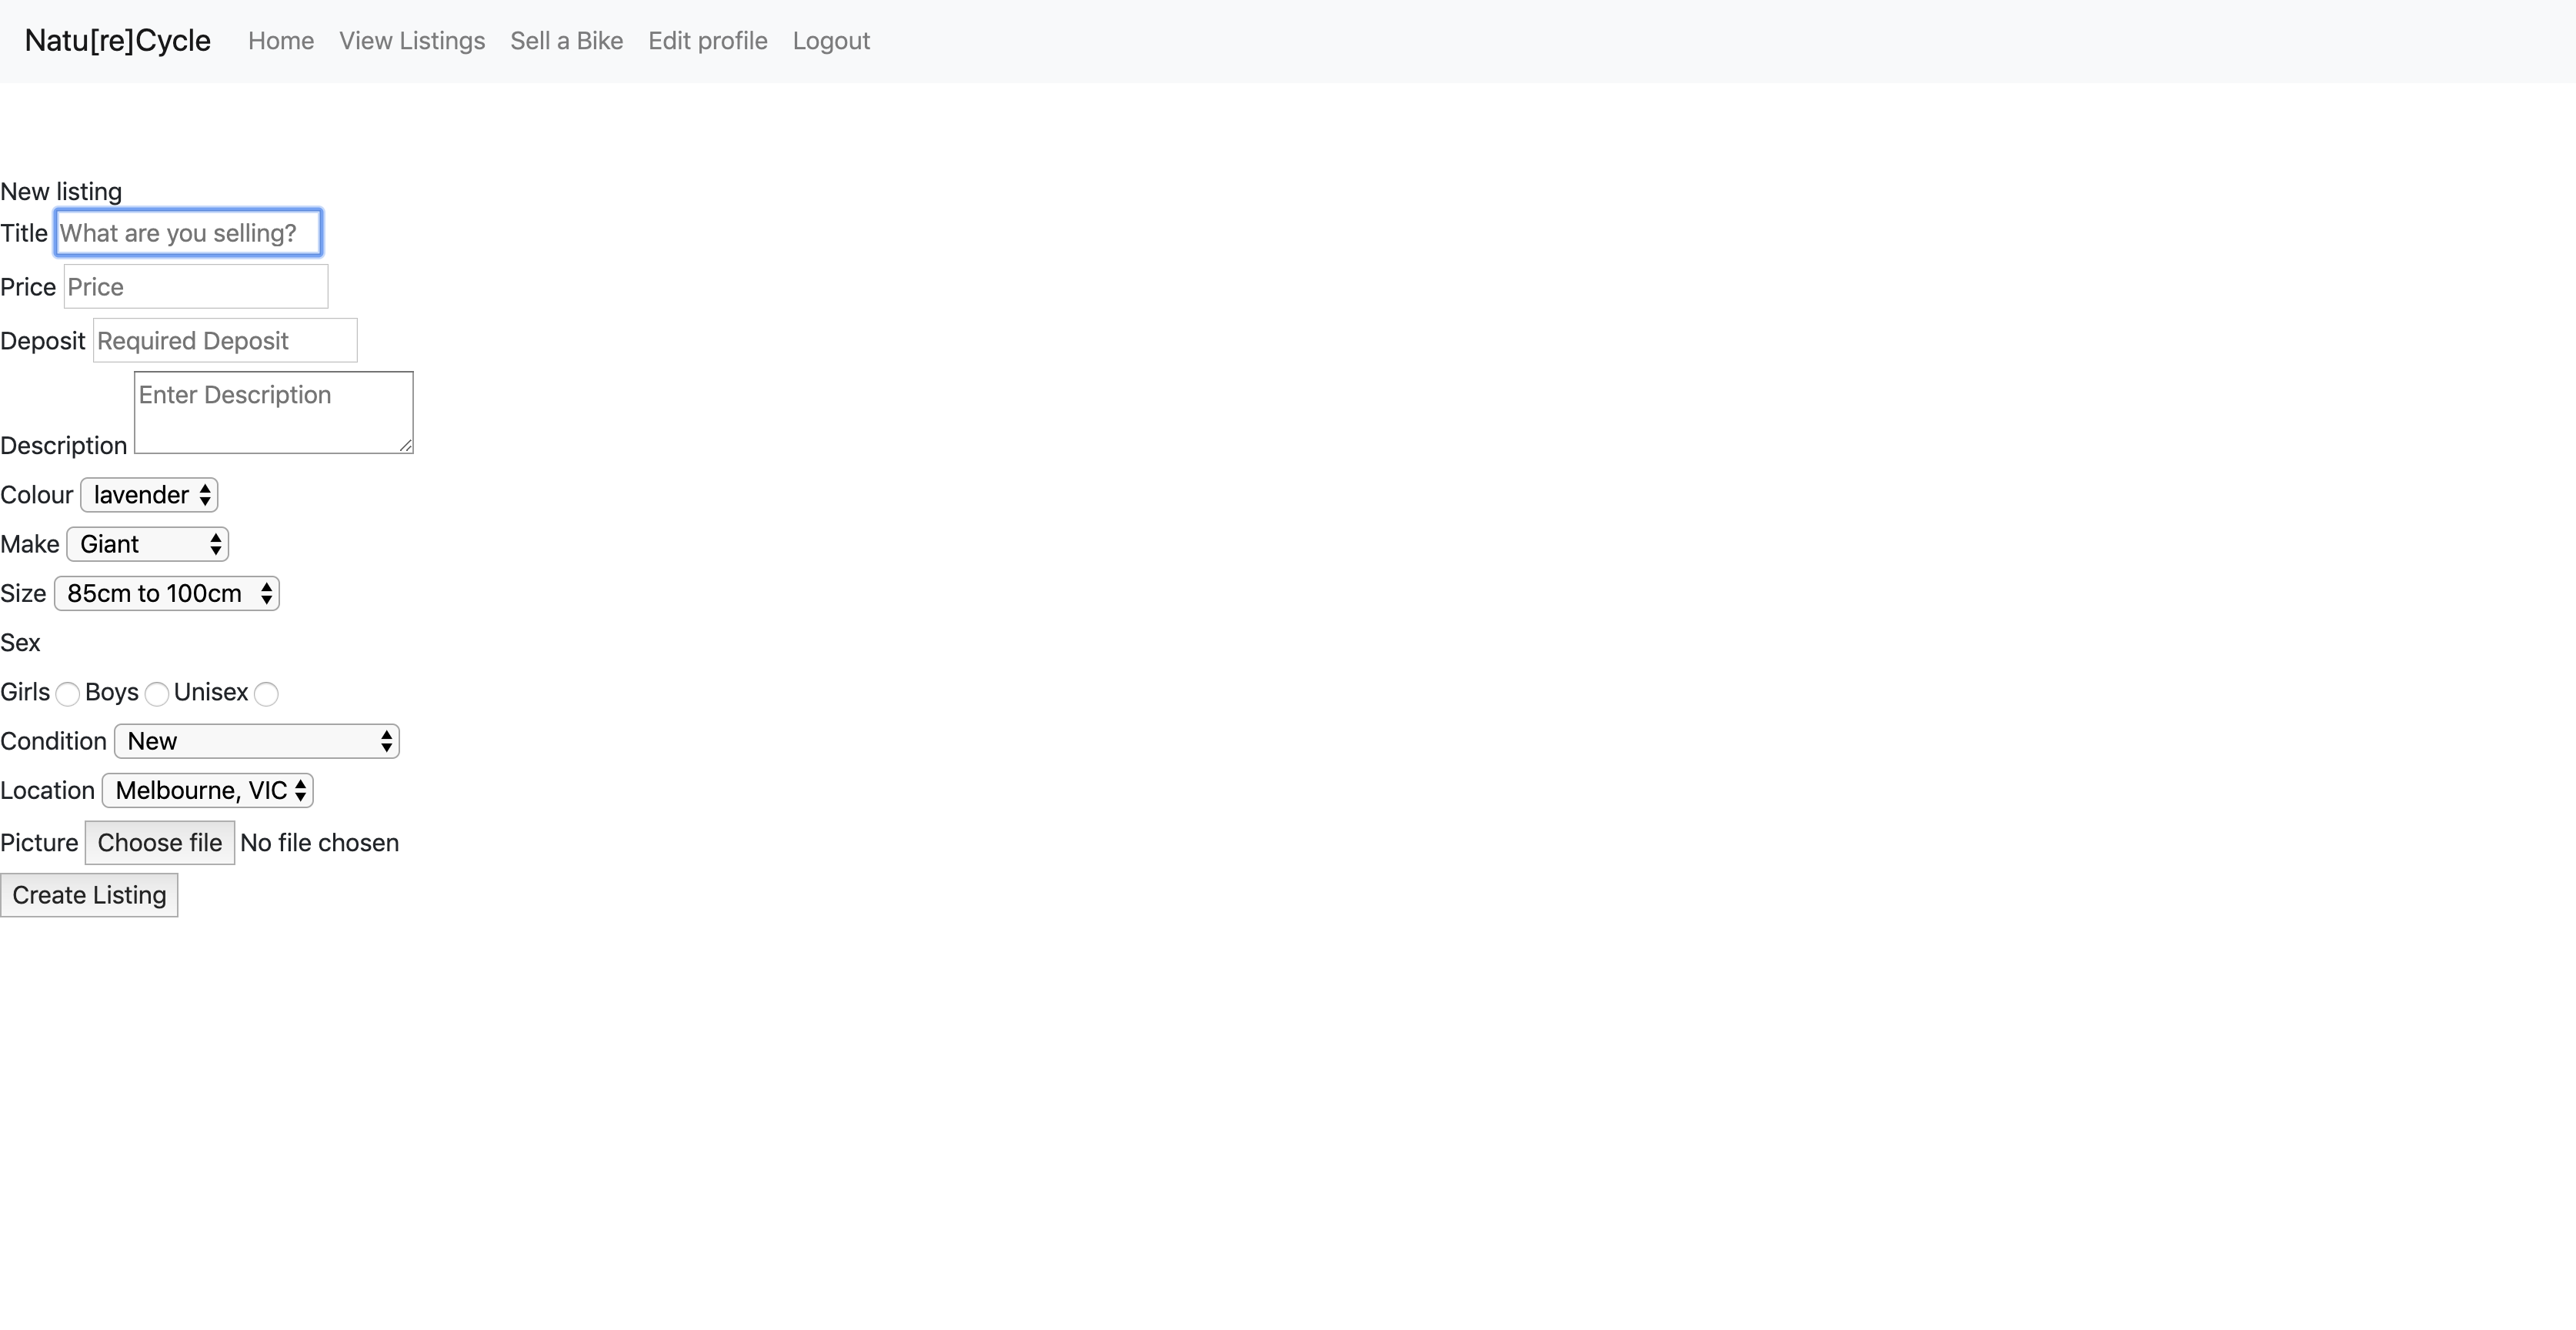 Natu[re]Cycle Home View Listings Sell a Bike Edit profile Logout
New listing
Title What are you selling?
Price Price
Deposit Required Deposit
Description Enter Description
Colour lavender
Make Giant
Size 85cm to 100cm
Sex
Girls Boys Unisex
Condition New
Location Melbourne, VIC
Picture Choose file No file chosen
Create Listing